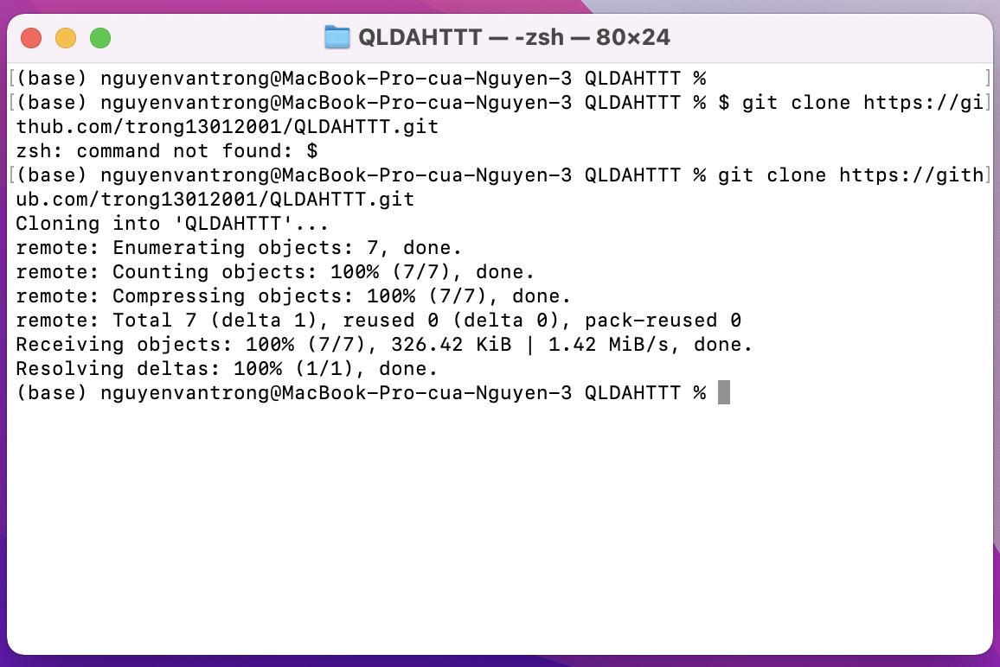 QLDAHTTT — -zsh — 80×24
[(base) nguyenvantrong@MacBook-Pro-cua-Nguyen-3 QLDAHTTT % ]
[(base) nguyenvantrong@MacBook-Pro-cua-Nguyen-3 QLDAHTTT % $ git clone https://gi]
thub.com/trong13012001/QLDAHTTT.git
zsh: command not found: $
[(base) nguyenvantrong@MacBook-Pro-cua-Nguyen-3 QLDAHTTT % git clone https://gith]
ub.com/trong13012001/QLDAHTTT.git
Cloning into 'QLDAHTTT'...
remote: Enumerating objects: 7, done.
remote: Counting objects: 100% (7/7), done.
remote: Compressing objects: 100% (7/7), done.
remote: Total 7 (delta 1), reused 0 (delta 0), pack-reused 0
Receiving objects: 100% (7/7), 326.42 KiB | 1.42 MiB/s, done.
Resolving deltas: 100% (1/1), done.
(base) nguyenvantrong@MacBook-Pro-cua-Nguyen-3 QLDAHTTT %